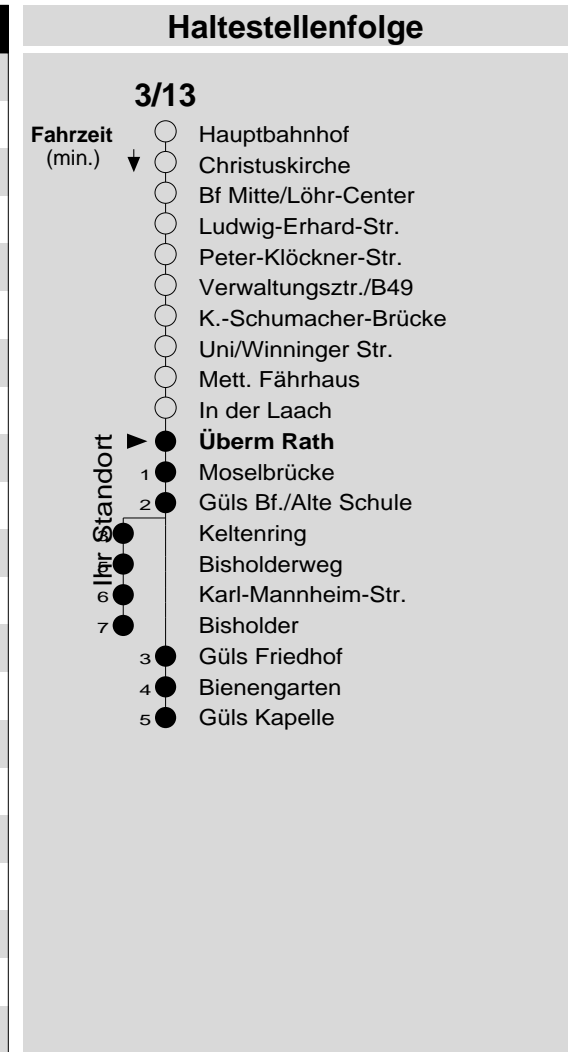 Haltestellenfolge
3/13
Fahrzeit
(min.)
Hauptbahnhof
Christuskirche
Bf Mitte/Löhr-Center
Ludwig-Erhard-Str.
Peter-Klöckner-Str.
Verwaltungsztr./B49
K.-Schumacher-Brücke
Uni/Winninger Str.
Mett. Fährhaus
In der Laach
Überm Rath
1 Moselbrücke
2 Güls Bf./Alte Schule
Ihr Standort
3 Keltenring
Bisholderweg
6 Karl-Mannheim-Str.
7 Bisholder
3 Güls Friedhof
4 Bienengarten
5 Güls Kapelle